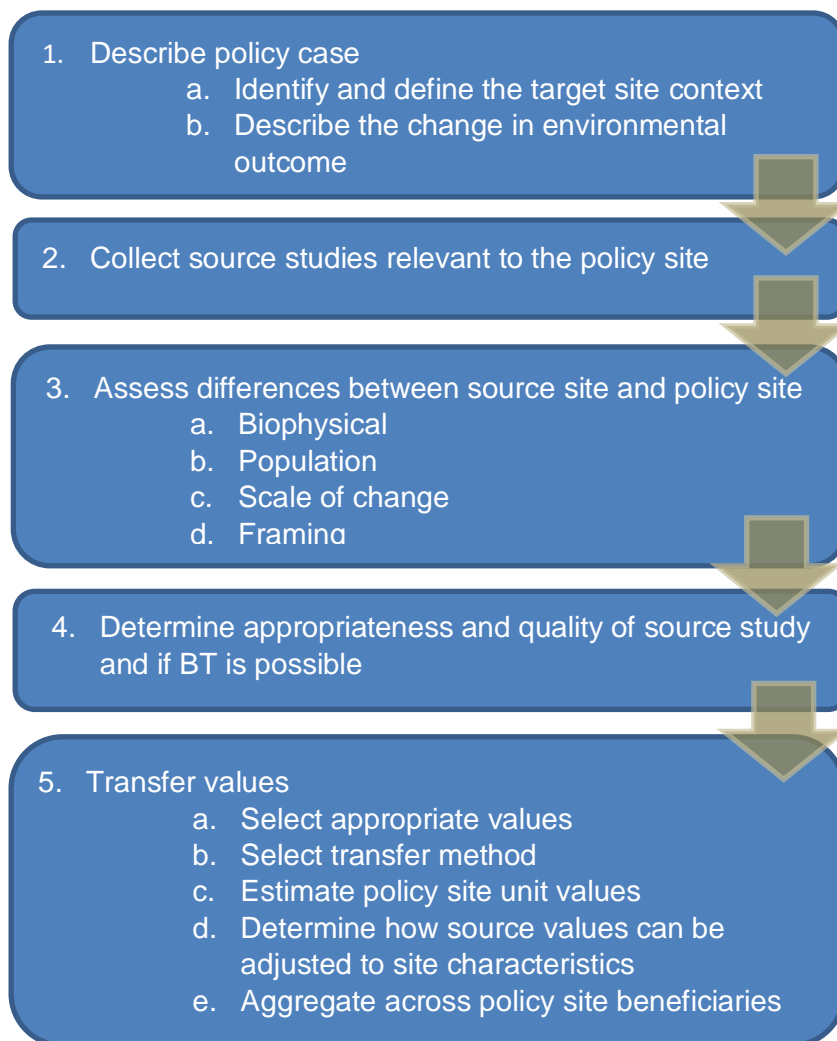 1. Describe policy case
a. Identify and define the target site context
b. Describe the change in environmental
outcome
2. Collect source studies relevant to the policy site
3. Assess differences between source site and policy site
a. Biophysical
b. Population
c. Scale of change
d. Framing
4. Determine appropriateness and quality of source study
and if BT is possible
5. Transfer values
a. Select appropriate values
b. Select transfer method
c. Estimate policy site unit values
d. Determine how source values can be
adjusted to site characteristics
e. Aggregate across policy site beneficiaries